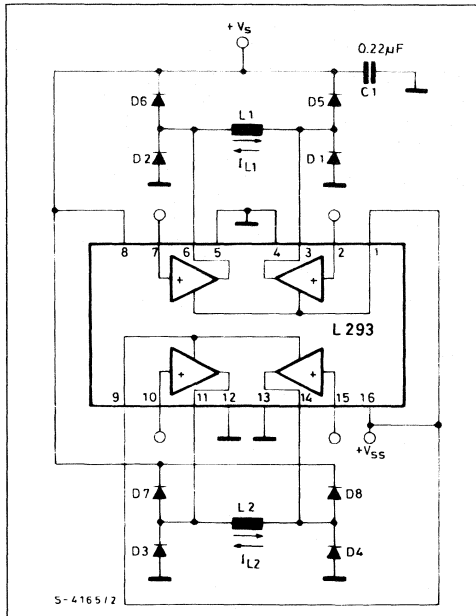 +Vs
0.22µF
C1
D6
L1
D5
D2
IL1
D1
8 7 6 5 4 3 2 1
+ +
L293
+ +
9 10 11 12 13 14 15 16
+Vss
D7
L2
D8
D3
IL2
D4
S-4165/2